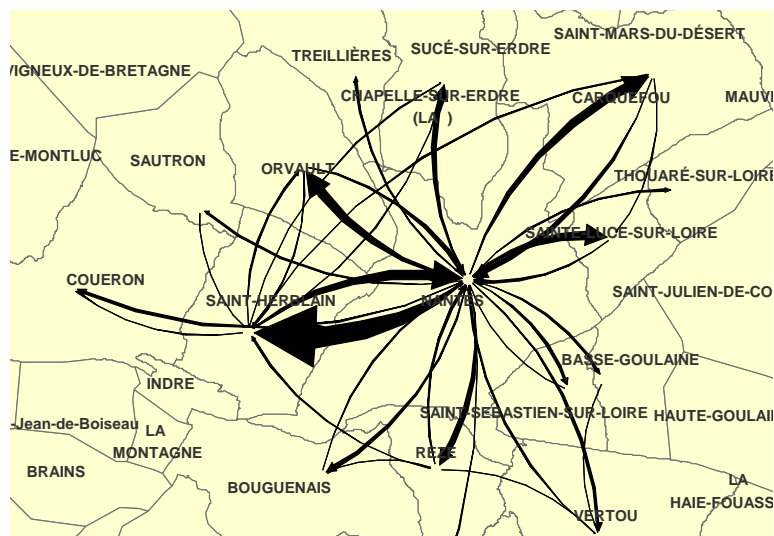 SAINT-MARS-DU-DÉSERT
SUCÉ-SUR-ERDRE
TREILLIÈRES
VIGNEUX-DE-BRETAGNE
CHAPELLE-SUR-ERDRE
(LA )
CARQUEFOU
MAUV
E-MONTLUC
SAUTRON
ORVAULT
THOUARÉ-SUR-LOIRE
SAINTE-LUCE-SUR-LOIRE
COUERON
SAINT-HERBLAIN
NANTES
SAINT-JULIEN-DE-CO
BASSE-GOULAINE
INDRE
SAINT-SEBASTIEN-SUR-LOIRE
HAUTE-GOULAI
-Jean-de-Boiseau
LA
MONTAGNE
REZE
BRAINS
BOUGUENAIS
LA
HAIE-FOUASS
VERTOU